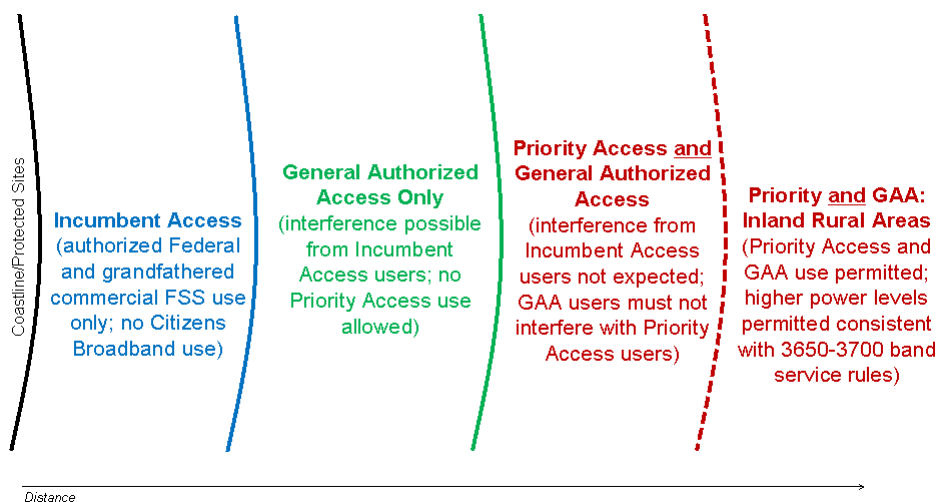 Coastline/Protected Sites
Incumbent Access
(authorized Federal
and grandfathered
commercial FSS use
only; no Citizens
Broadband use)
General Authorized
Access Only
(interference possible
from Incumbent
Access users; no
Priority Access use
allowed)
Priority Access and
General Authorized
Access
(interference from
Incumbent Access
users not expected;
GAA users must not
interfere with Priority
Access users)
Priority and GAA:
Inland Rural Areas
(Priority Access and
GAA use permitted;
higher power levels
permitted consistent
with 3650-3700 band
service rules)
Distance